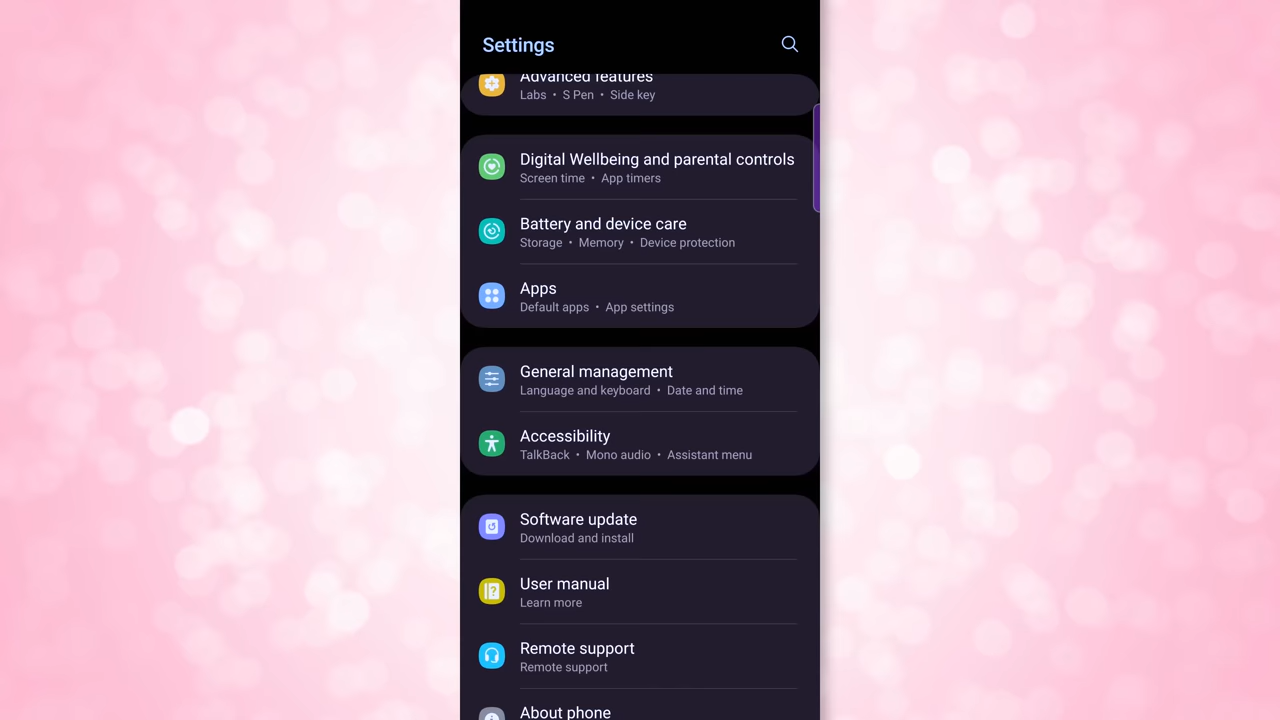 Settings
Advanced features
Labs • S Pen • Side key
Digital Wellbeing and parental controls
Screen time • App timers
Battery and device care
Storage • Memory • Device protection
Apps
Default apps • App settings
General management
Language and keyboard • Date and time
Accessibility
TalkBack • Mono audio • Assistant menu
Software update
Download and install
User manual
Learn more
Remote support
Remote support
About phone